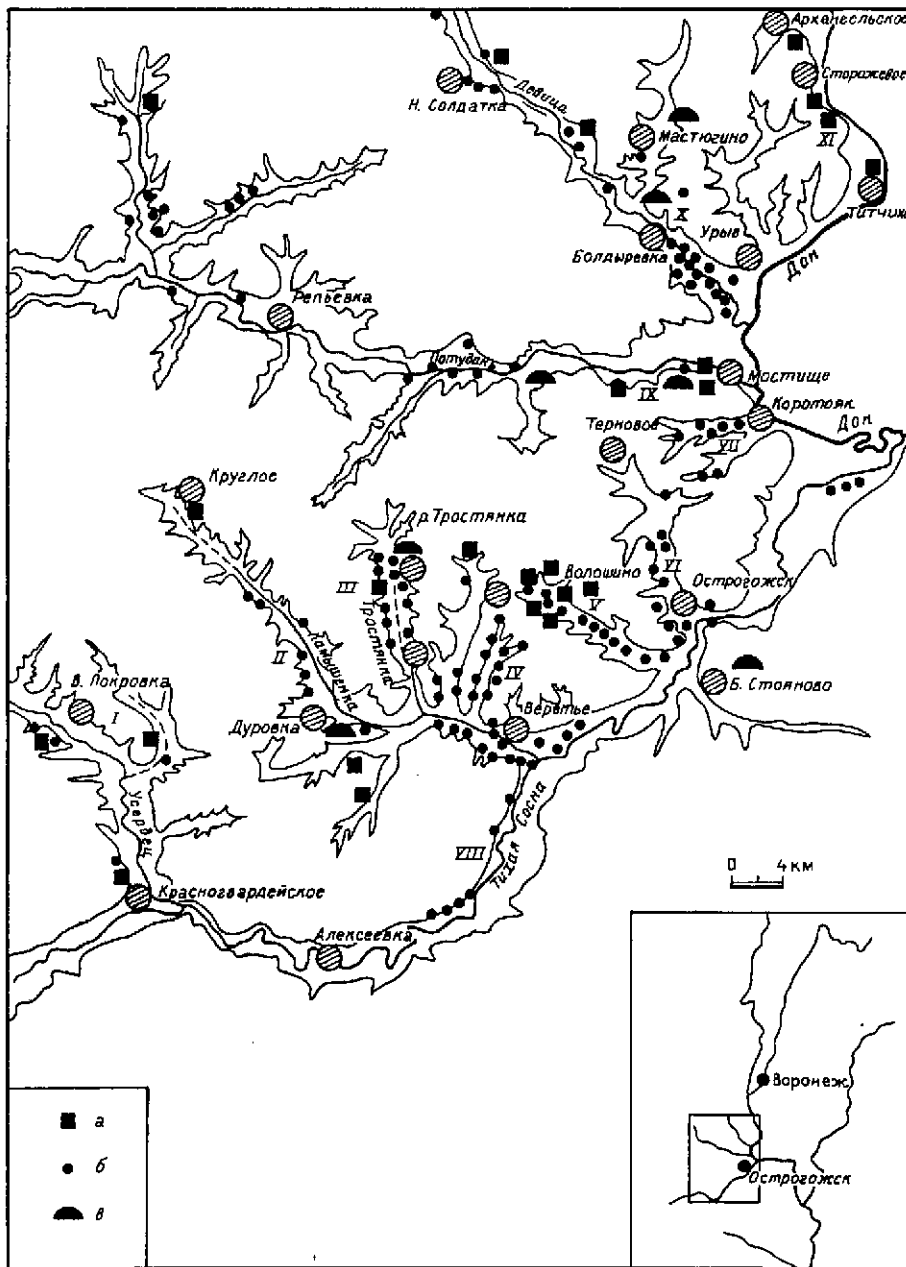 Архангельское
Сторожевое
Н. Солдатка
Девица
Мастюгино
XI
Титчиха
X
Урыв
Болдыревка
Дон
Репьевка
Потудань
IX
Мостище
Коротояк
Дон
Терновое
VII
Круглое
р. Тростянка
III
Тростянка
Волошино
V
VI
Острогожск
II
Камышенка
IV
В. Покровка
I
Б. Стояново
Дуровка
Веретье
Усердец
VIII
Тихая Сосна
0 4 км
Красногвардейское
Алексеевка
а
б
в
Воронеж
Острогожск